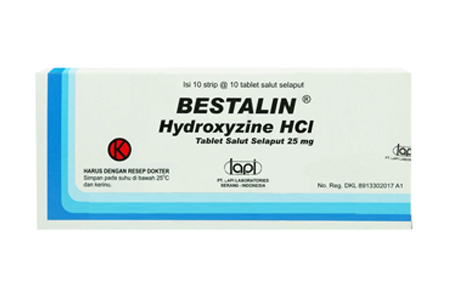 Isi 10 strip @ 10 tablet salut selaput
BESTALIN ®
Hydroxyzine HCl
Tablet Salut Selaput 25 mg
K
HARUS DENGAN RESEP DOKTER
Simpan pada suhu di bawah 25°C
dan kering.
lapi
PT. LAPI LABORATORIES
SERANG - INDONESIA
lapi
No. Reg. DKL 8913302017 A1